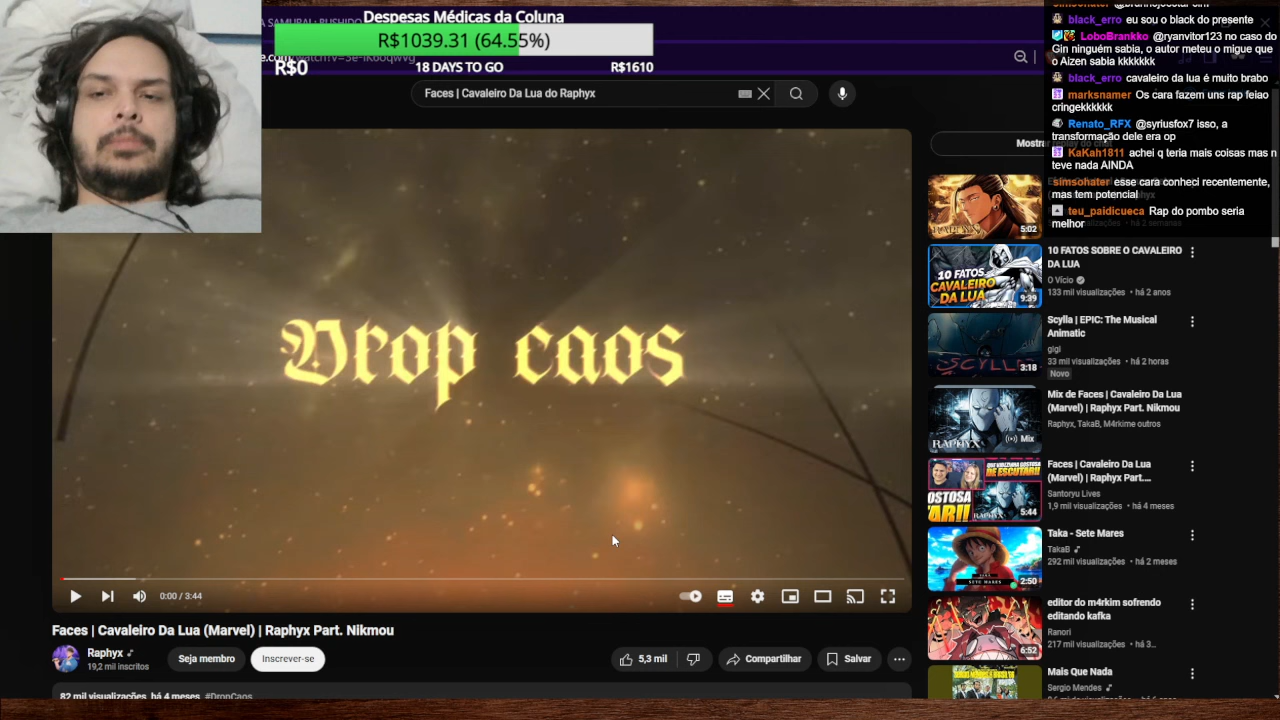 Despesas Médicas da Coluna
R$1039.31 (64.55%)
R$0
18 DAYS TO GO
R$1610
Faces | Cavaleiro Da Lua do Raphyx
Drop caos
0:00 / 3:44
Faces | Cavaleiro Da Lua (Marvel) | Raphyx Part. Nikmou
Raphyx
19,2 mil inscritos
Seja membro
Inscrever-se
5,3 mil
Compartilhar
Salvar
82 mil visualizações há 4 meses #DropCaos
black_erro eu sou o black do presente
LoboBrankko @ryanvitor123 no caso do
Gin ninguém sabia, o autor meteu o migue que
o Aizen sabia kkkkkkk
black_erro cavaleiro da lua é muito brabo
marksnamer Os cara fazem uns rap feiao
cringekkkkkk
Renato_RFX @syriusfox7 isso, a
transformação dele era op
KaKah1811 achei q teria mais coisas mas n
teve nada AINDA
simsohater esse cara conheci recentemente,
mas tem potencial
teu_paidicueca Rap do pombo seria
melhor
Mostrar
5:02
10 FATOS
CAVALEIRO
DA LUA
9:39
10 FATOS SOBRE O CAVALEIRO
DA LUA
O Vício
133 mil visualizações • há 2 anos
SCYLLA
3:18
Scylla | EPIC: The Musical
Animatic
gigi
33 mil visualizações • há 2 horas
Novo
RAPHYX
Mix
Mix de Faces | Cavaleiro Da Lua
(Marvel) | Raphyx Part. Nikmou
Raphyx, TakaB, M4rkime outros
5:44
Faces | Cavaleiro Da Lua
(Marvel) | Raphyx Part....
Santoryu Lives
1,9 mil visualizações • há 4 meses
SETE MARES
2:50
Taka - Sete Mares
TakaB
292 mil visualizações • há 2 meses
6:52
editor do m4rkim sofrendo
editando kafka
Ranori
217 mil visualizações • há 3...
Mais Que Nada
Sergio Mendes